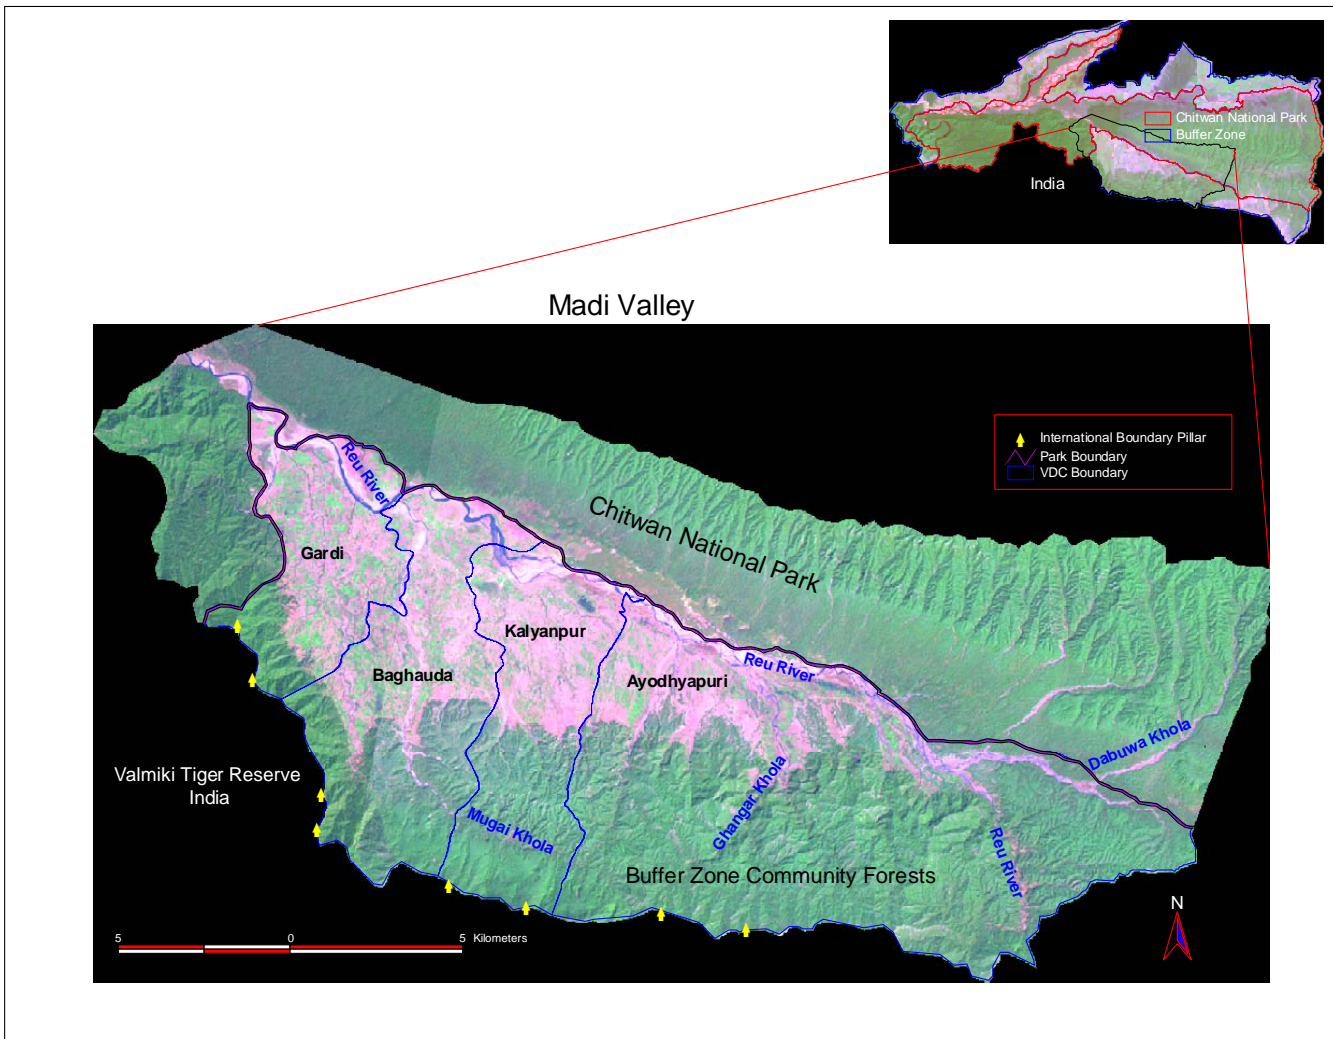 Chitwan National Park
Buffer Zone
India
Madi Valley
International Boundary Pillar
Park Boundary
VDC Boundary
Reu River
Chitwan National Park
Gardi
Kalyanpur
Baghauda
Ayodhyapuri
Reu River
Dabuwa Khola
Valmiki Tiger Reserve
India
Mugai Khola
Ghangar Khola
Reu River
Buffer Zone Community Forests
N
5 0 5 Kilometers